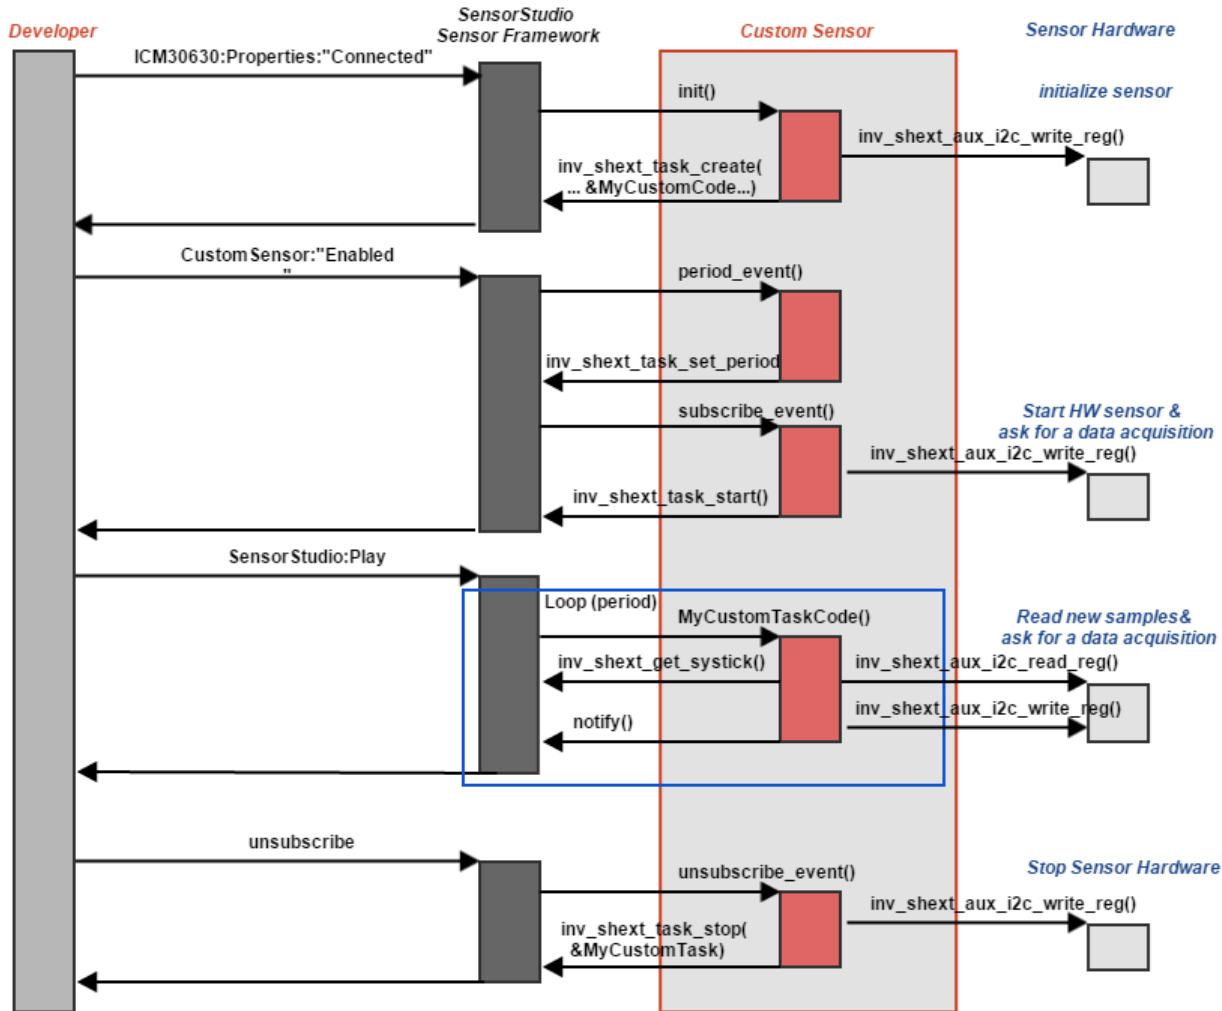 Developer
SensorStudio
Sensor Framework
Custom Sensor
Sensor Hardware
ICM30630:Properties:"Connected"
init()
initialize sensor
inv_shext_aux_i2c_write_reg()
inv_shext_task_create(
... &MyCustomCode...)
CustomSensor:"Enabled
"
period_event()
inv_shext_task_set_period
subscribe_event()
Start HW sensor &
ask for a data acquisition
inv_shext_aux_i2c_write_reg()
inv_shext_task_start()
SensorStudio:Play
Loop (period)
MyCustomTaskCode()
Read new samples&
ask for a data acquisition
inv_shext_get_systick()
inv_shext_aux_i2c_read_reg()
notify()
inv_shext_aux_i2c_write_reg()
unsubscribe
unsubscribe_event()
Stop Sensor Hardware
inv_shext_aux_i2c_write_reg()
inv_shext_task_stop(
&MyCustomTask)